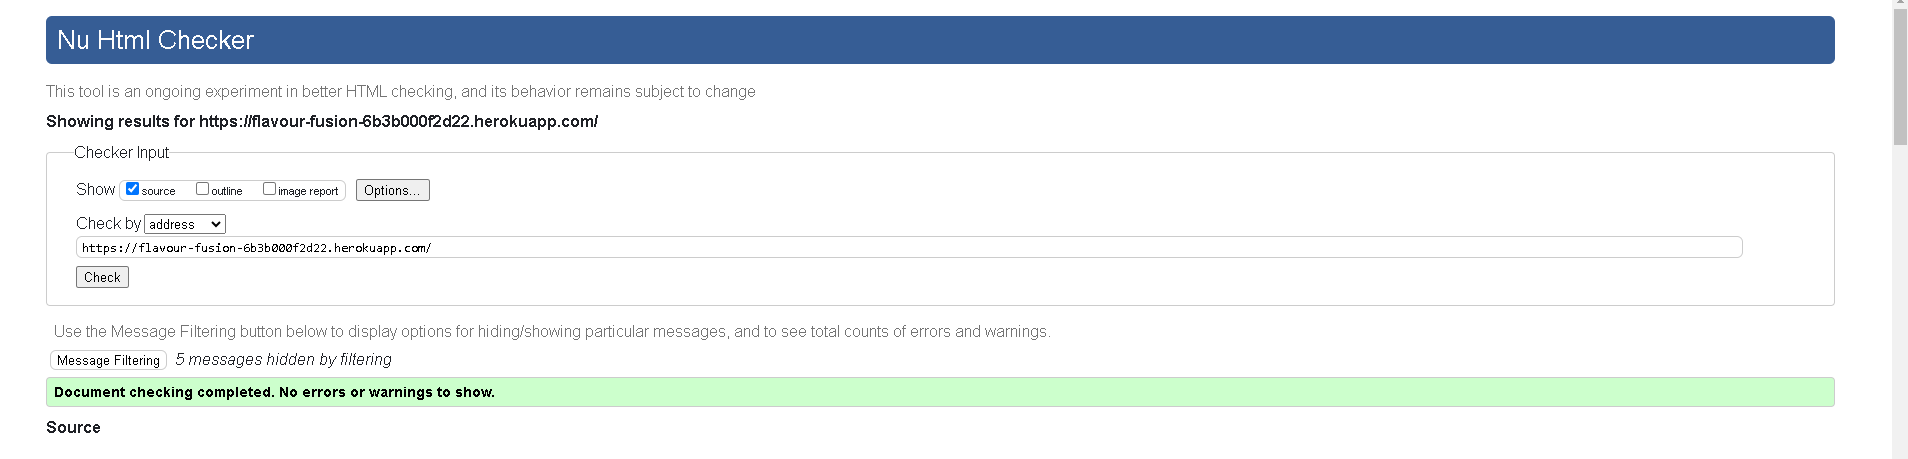 Nu Html Checker
This tool is an ongoing experiment in better HTML checking, and its behavior remains subject to change
Showing results for https://flavour-fusion-6b3b000f2d22.herokuapp.com/
Checker Input
Show source outline image report Options...
Check by address
https://flavour-fusion-6b3b000f2d22.herokuapp.com/
Check
Use the Message Filtering button below to display options for hiding/showing particular messages, and to see total counts of errors and warnings.
Message Filtering 5 messages hidden by filtering
Document checking completed. No errors or warnings to show.
Source